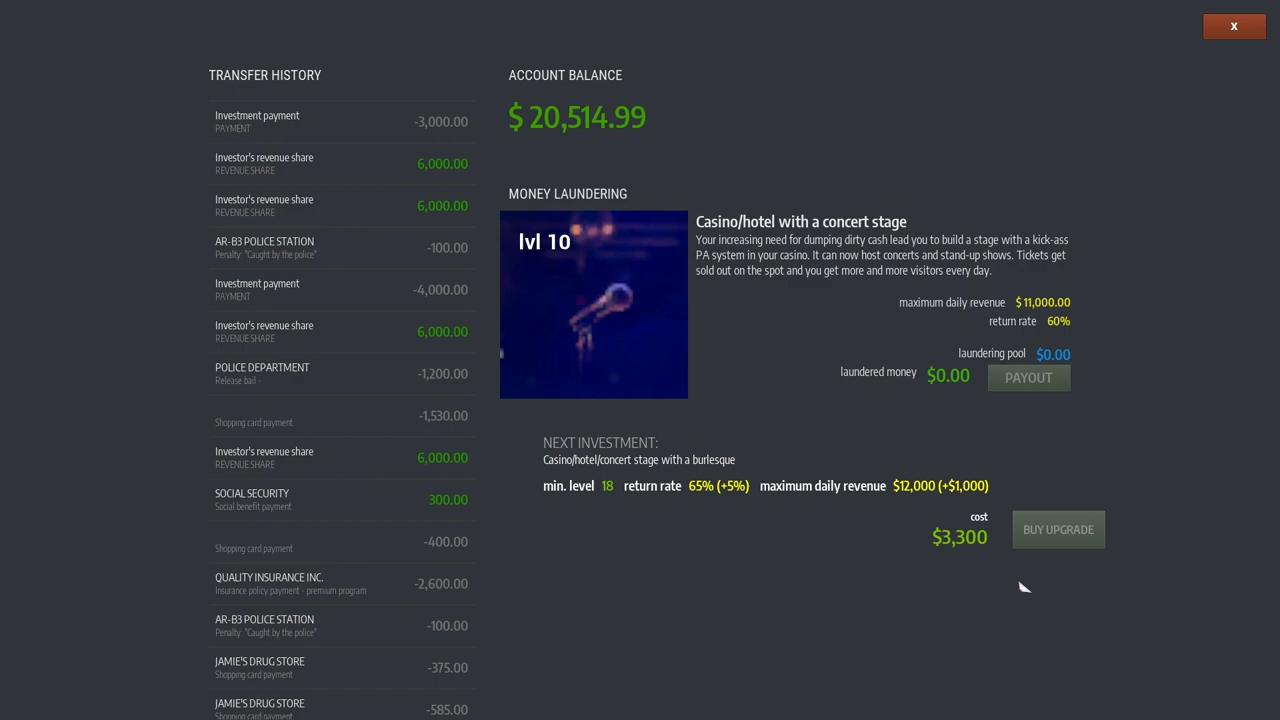 x
TRANSFER HISTORY
Investment payment
PAYMENT
-3,000.00
Investor's revenue share
REVENUE SHARE
6,000.00
Investor's revenue share
REVENUE SHARE
6,000.00
AR-B3 POLICE STATION
Penalty "Caught by the police"
-100.00
Investment payment
PAYMENT
-4,000.00
Investor's revenue share
REVENUE SHARE
6,000.00
POLICE DEPARTMENT
Release bail -
-1,200.00
Shopping card payment
-1,530.00
Investor's revenue share
REVENUE SHARE
6,000.00
SOCIAL SECURITY
Social benefit payment
300.00
Shopping card payment
-400.00
QUALITY INSURANCE INC.
Insurance policy payment - premium program
-2,600.00
AR-B3 POLICE STATION
Penalty "Caught by the police"
-100.00
JAMIE'S DRUG STORE
Shopping card payment
-375.00
JAMIE'S DRUG STORE
Shopping card payment
-585.00
ACCOUNT BALANCE
$ 20,514.99
MONEY LAUNDERING
lvl 10
Casino/hotel with a concert stage
Your increasing need for dumping dirty cash lead you to build a stage with a kick-ass
PA system in your casino. It can now host concerts and stand-up shows. Tickets get
sold out on the spot and you get more and more visitors every day.
maximum daily revenue $ 11,000.00
return rate 60%
laundering pool $0.00
laundered money $0.00 PAYOUT
NEXT INVESTMENT:
Casino/hotel/concert stage with a burlesque
min. level 18 return rate 65% (+5%) maximum daily revenue $12,000 (+$1,000)
cost
$3,300
BUY UPGRADE